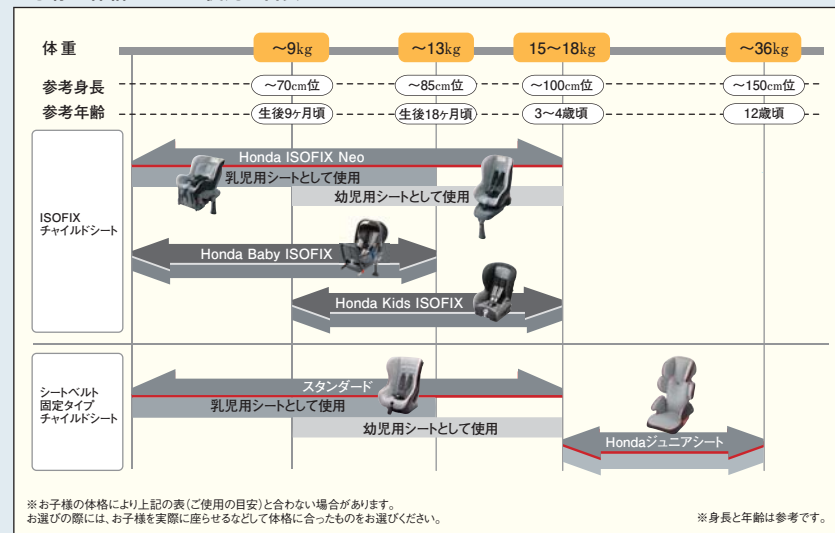 体重
～9kg
～13kg
15～18kg
～36kg
参考身長
～70cm位
～85cm位
～100cm位
～150cm位
参考年齢
生後9ヶ月頃
生後18ヶ月頃
3～4歳頃
12歳頃
ISOFIX
チャイルドシート
Honda ISOFIX Neo
乳児用シートとして使用
幼児用シートとして使用
Honda Baby ISOFIX
Honda Kids ISOFIX
シートベルト
固定タイプ
チャイルドシート
スタンダード
乳児用シートとして使用
幼児用シートとして使用
Hondaジュニアシート
※お子様の体格により上記の表(ご使用の目安)と合わない場合があります。
お選びの際には、お子様を実際に座らせるなどして体格に合ったものをお選びください。
※身長と年齢は参考です。